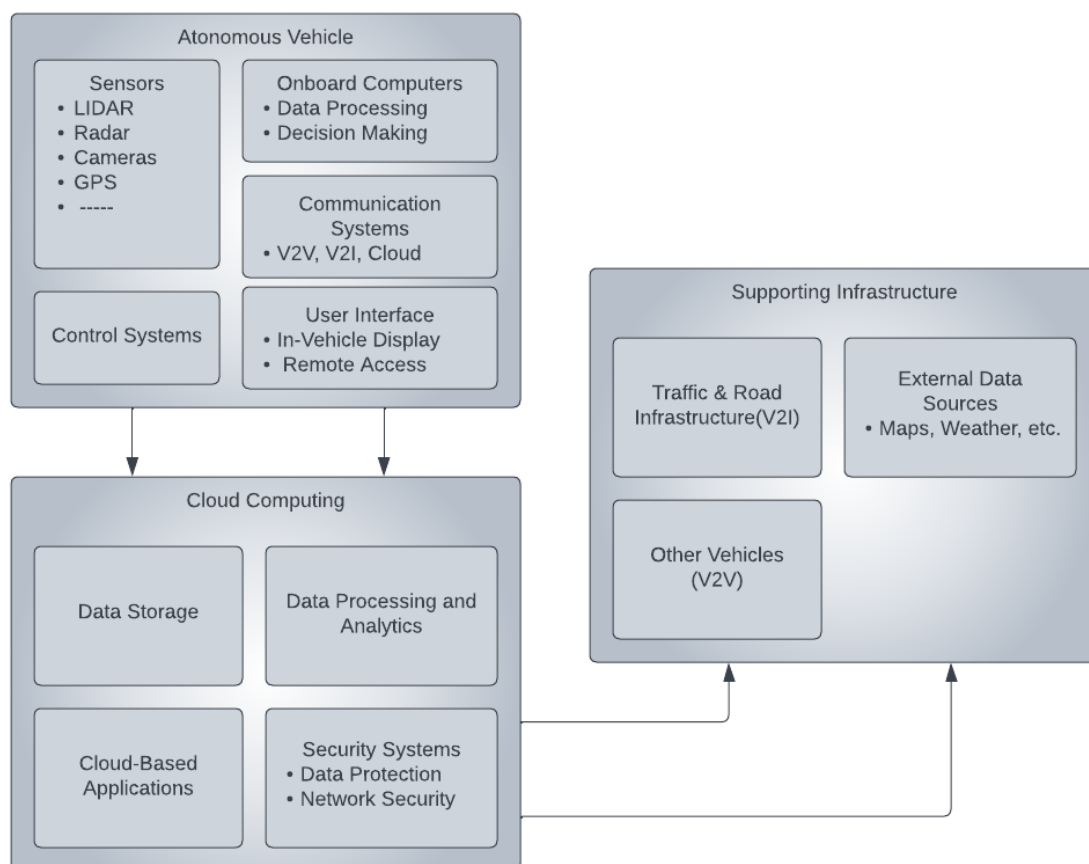 Atonomous Vehicle
Sensors
• LIDAR
• Radar
• Cameras
• GPS
• -----
Onboard Computers
• Data Processing
• Decision Making
Communication
Systems
• V2V, V2I, Cloud
Control Systems
User Interface
• In-Vehicle Display
• Remote Access
Cloud Computing
Data Storage
Data Processing and
Analytics
Cloud-Based
Applications
Security Systems
• Data Protection
• Network Security
Supporting Infrastructure
Traffic & Road
Infrastructure(V2I)
External Data
Sources
• Maps, Weather, etc.
Other Vehicles
(V2V)